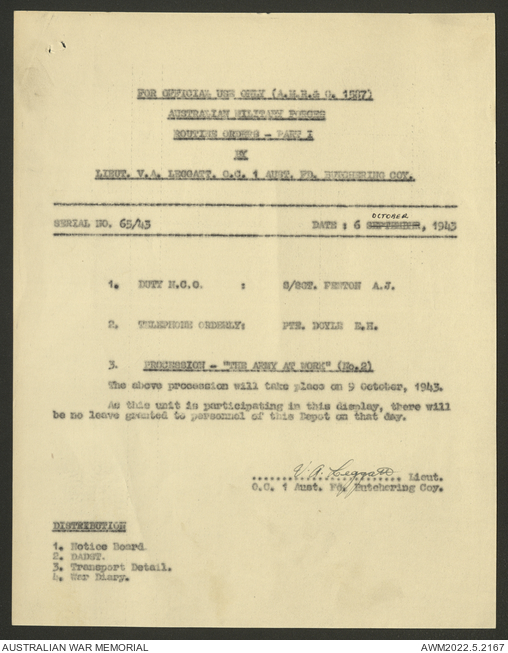 FOR OFFICIAL USE ONLY (A.M.R.& O. 1587)
AUSTRALIAN MILITARY FORCES
ROUTINE ORDERS - PART I
BY
LIEUT. V.A. LEGGATT. O.C. 1 AUST. FD. BUTCHERING COY.
SERIAL NO. 65/43
OCTOBER
DATE : 6 SEPTEMBER, 1943
1. DUTY N.C.O. : S/SGT. FENTON A.J.
2. TELEPHONE ORDERLY: PTE. DOYLE E.H.
3. PROCESSION - "THE ARMY AT WORK" (No.2)
The above procession will take place on 9 October, 1943.
As this unit is participating in this display, there will
be no leave granted to personnel of this Depot on that day.
V A Leggatt Lieut.
O.C. 1 Aust. Fd. Butchering Coy.
DISTRIBUTION
1. Notice Board.
2. DADST.
3. Transport Detail.
4. War Diary.
AUSTRALIAN WAR MEMORIAL
AWM2022.5.2167